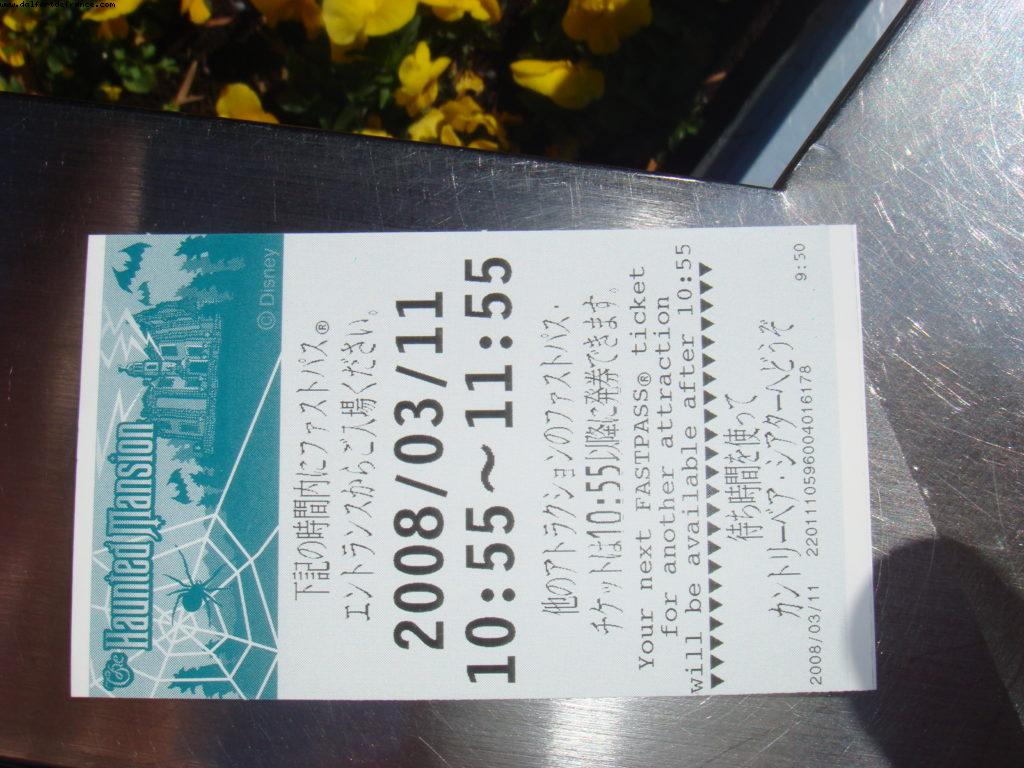 www.dalfortdefrance.com
The Haunted Mansion
© Disney
下記の時間内にファストパス®
エントランスからご入場ください。
2008/03/11
10:55～11:55
他のアトラクションのファストパス・
チケットは10:55以降に発券できます。
Your next FASTPASS® ticket
for another attraction
will be available after 10:55
▼▼▼▼▼▼▼▼▼▼▼▼▼▼▼▼▼▼▼▼▼▼▼▼▼▼
待ち時間を使って
カントリーベア・シアターへどうぞ
2008/03/11 2201110596004016178 9:50